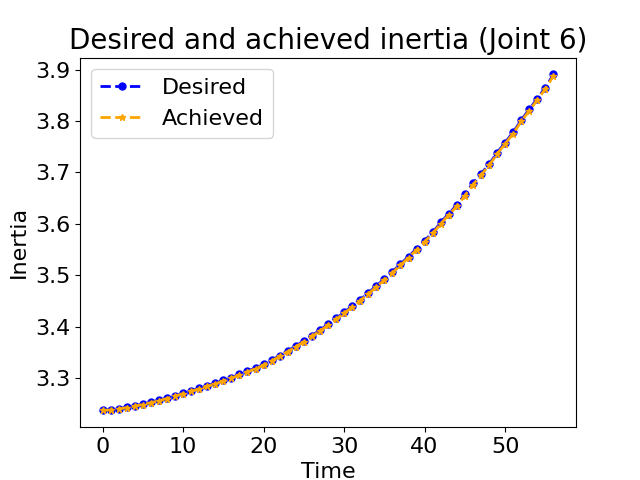 Desired and achieved inertia (Joint 6)
Desired
Achieved
3.9
3.8
3.7
3.6
3.5
3.4
3.3
Inertia
0 10 20 30 40 50
Time